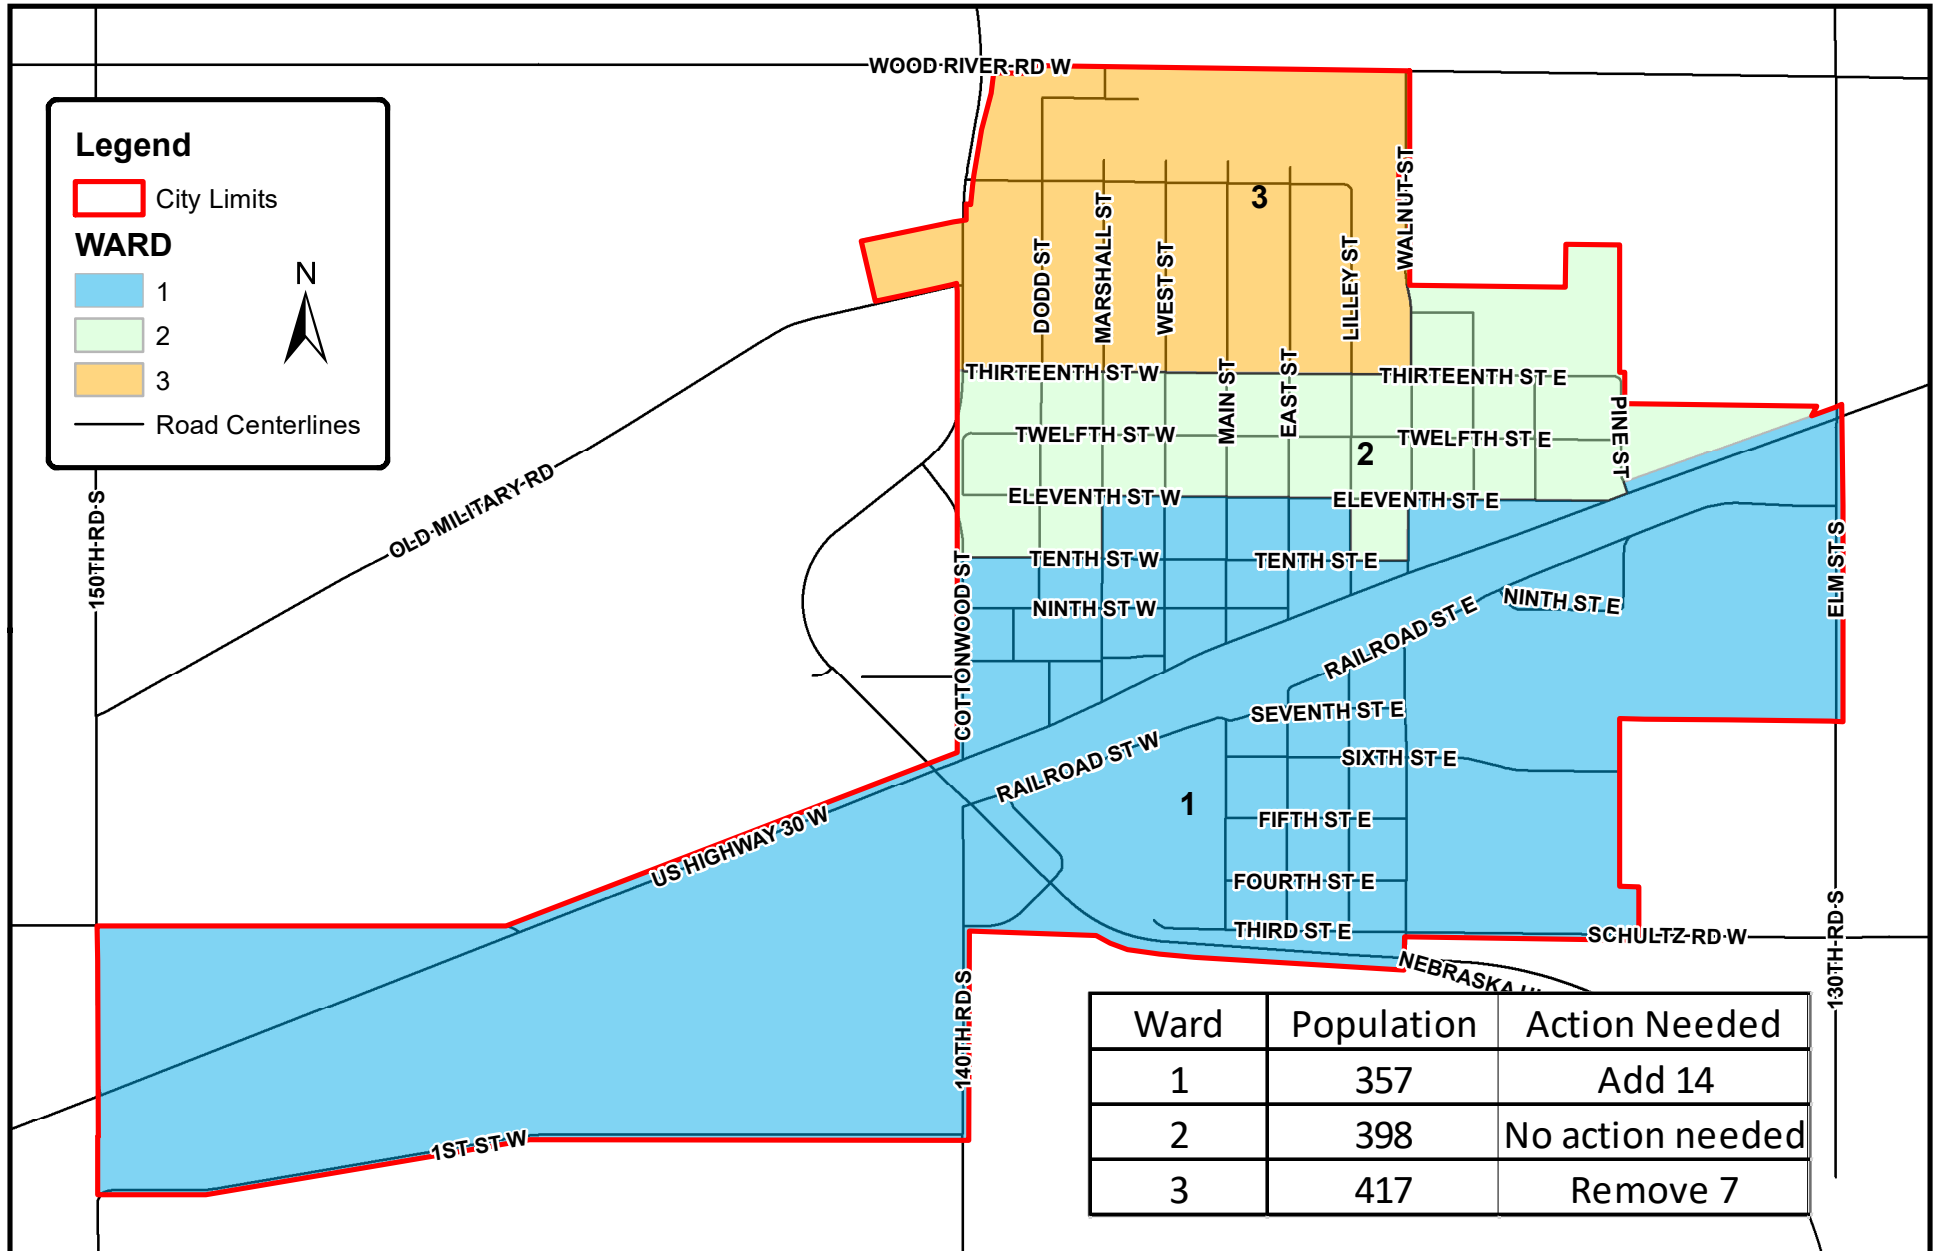 WOOD RIVER RD W
Legend
City Limits
WARD
1
2
3
Road Centerlines
N
3
WALNUT ST
DODD ST
MARSHALL ST
WEST ST
LILLEY ST
MAIN ST
EAST ST
THIRTEENTH ST W
THIRTEENTH ST E
PINE ST
TWELFTH ST W
TWELFTH ST E
2
ELEVENTH ST W
ELEVENTH ST E
OLD MILITARY RD
150TH RD S
TENTH ST W
TENTH ST E
ELM ST S
COTTONWOOD ST
NINTH ST W
NINTH ST E
RAILROAD ST E
SEVENTH ST E
RAILROAD ST W
SIXTH ST E
1
US HIGHWAY 30 W
FIFTH ST E
FOURTH ST E
THIRD ST E
SCHULTZ RD W
130TH RD S
140TH RD S
NEBRASKA
1ST ST W
Ward Population Action Needed
1 357 Add 14
2 398 No action needed
3 417 Remove 7